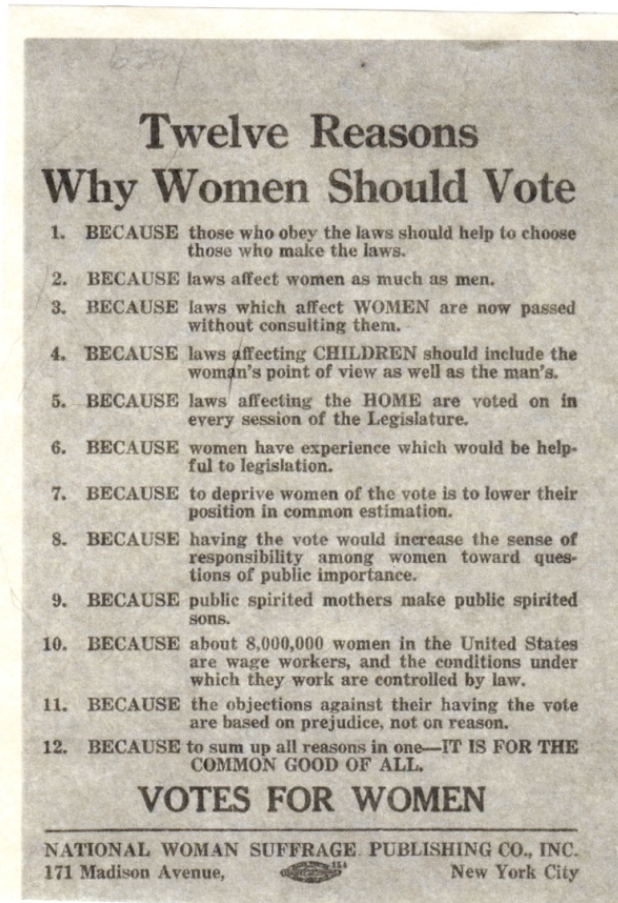 Twelve Reasons
Why Women Should Vote
1. BECAUSE those who obey the laws should help to choose
those who make the laws.
2. BECAUSE laws affect women as much as men.
3. BECAUSE laws which affect WOMEN are now passed
without consulting them.
4. BECAUSE laws affecting CHILDREN should include the
woman's point of view as well as the man's.
5. BECAUSE laws affecting the HOME are voted on in
every session of the Legislature.
6. BECAUSE women have experience which would be help-
ful to legislation.
7. BECAUSE to deprive women of the vote is to lower their
position in common estimation.
8. BECAUSE having the vote would increase the sense of
responsibility among women toward ques-
tions of public importance.
9. BECAUSE public spirited mothers make public spirited
sons.
10. BECAUSE about 8,000,000 women in the United States
are wage workers, and the conditions under
which they work are controlled by law.
11. BECAUSE the objections against their having the vote
are based on prejudice, not on reason.
12. BECAUSE to sum up all reasons in one—IT IS FOR THE
COMMON GOOD OF ALL.
VOTES FOR WOMEN
NATIONAL WOMAN SUFFRAGE PUBLISHING CO., INC.
171 Madison Avenue, New York City